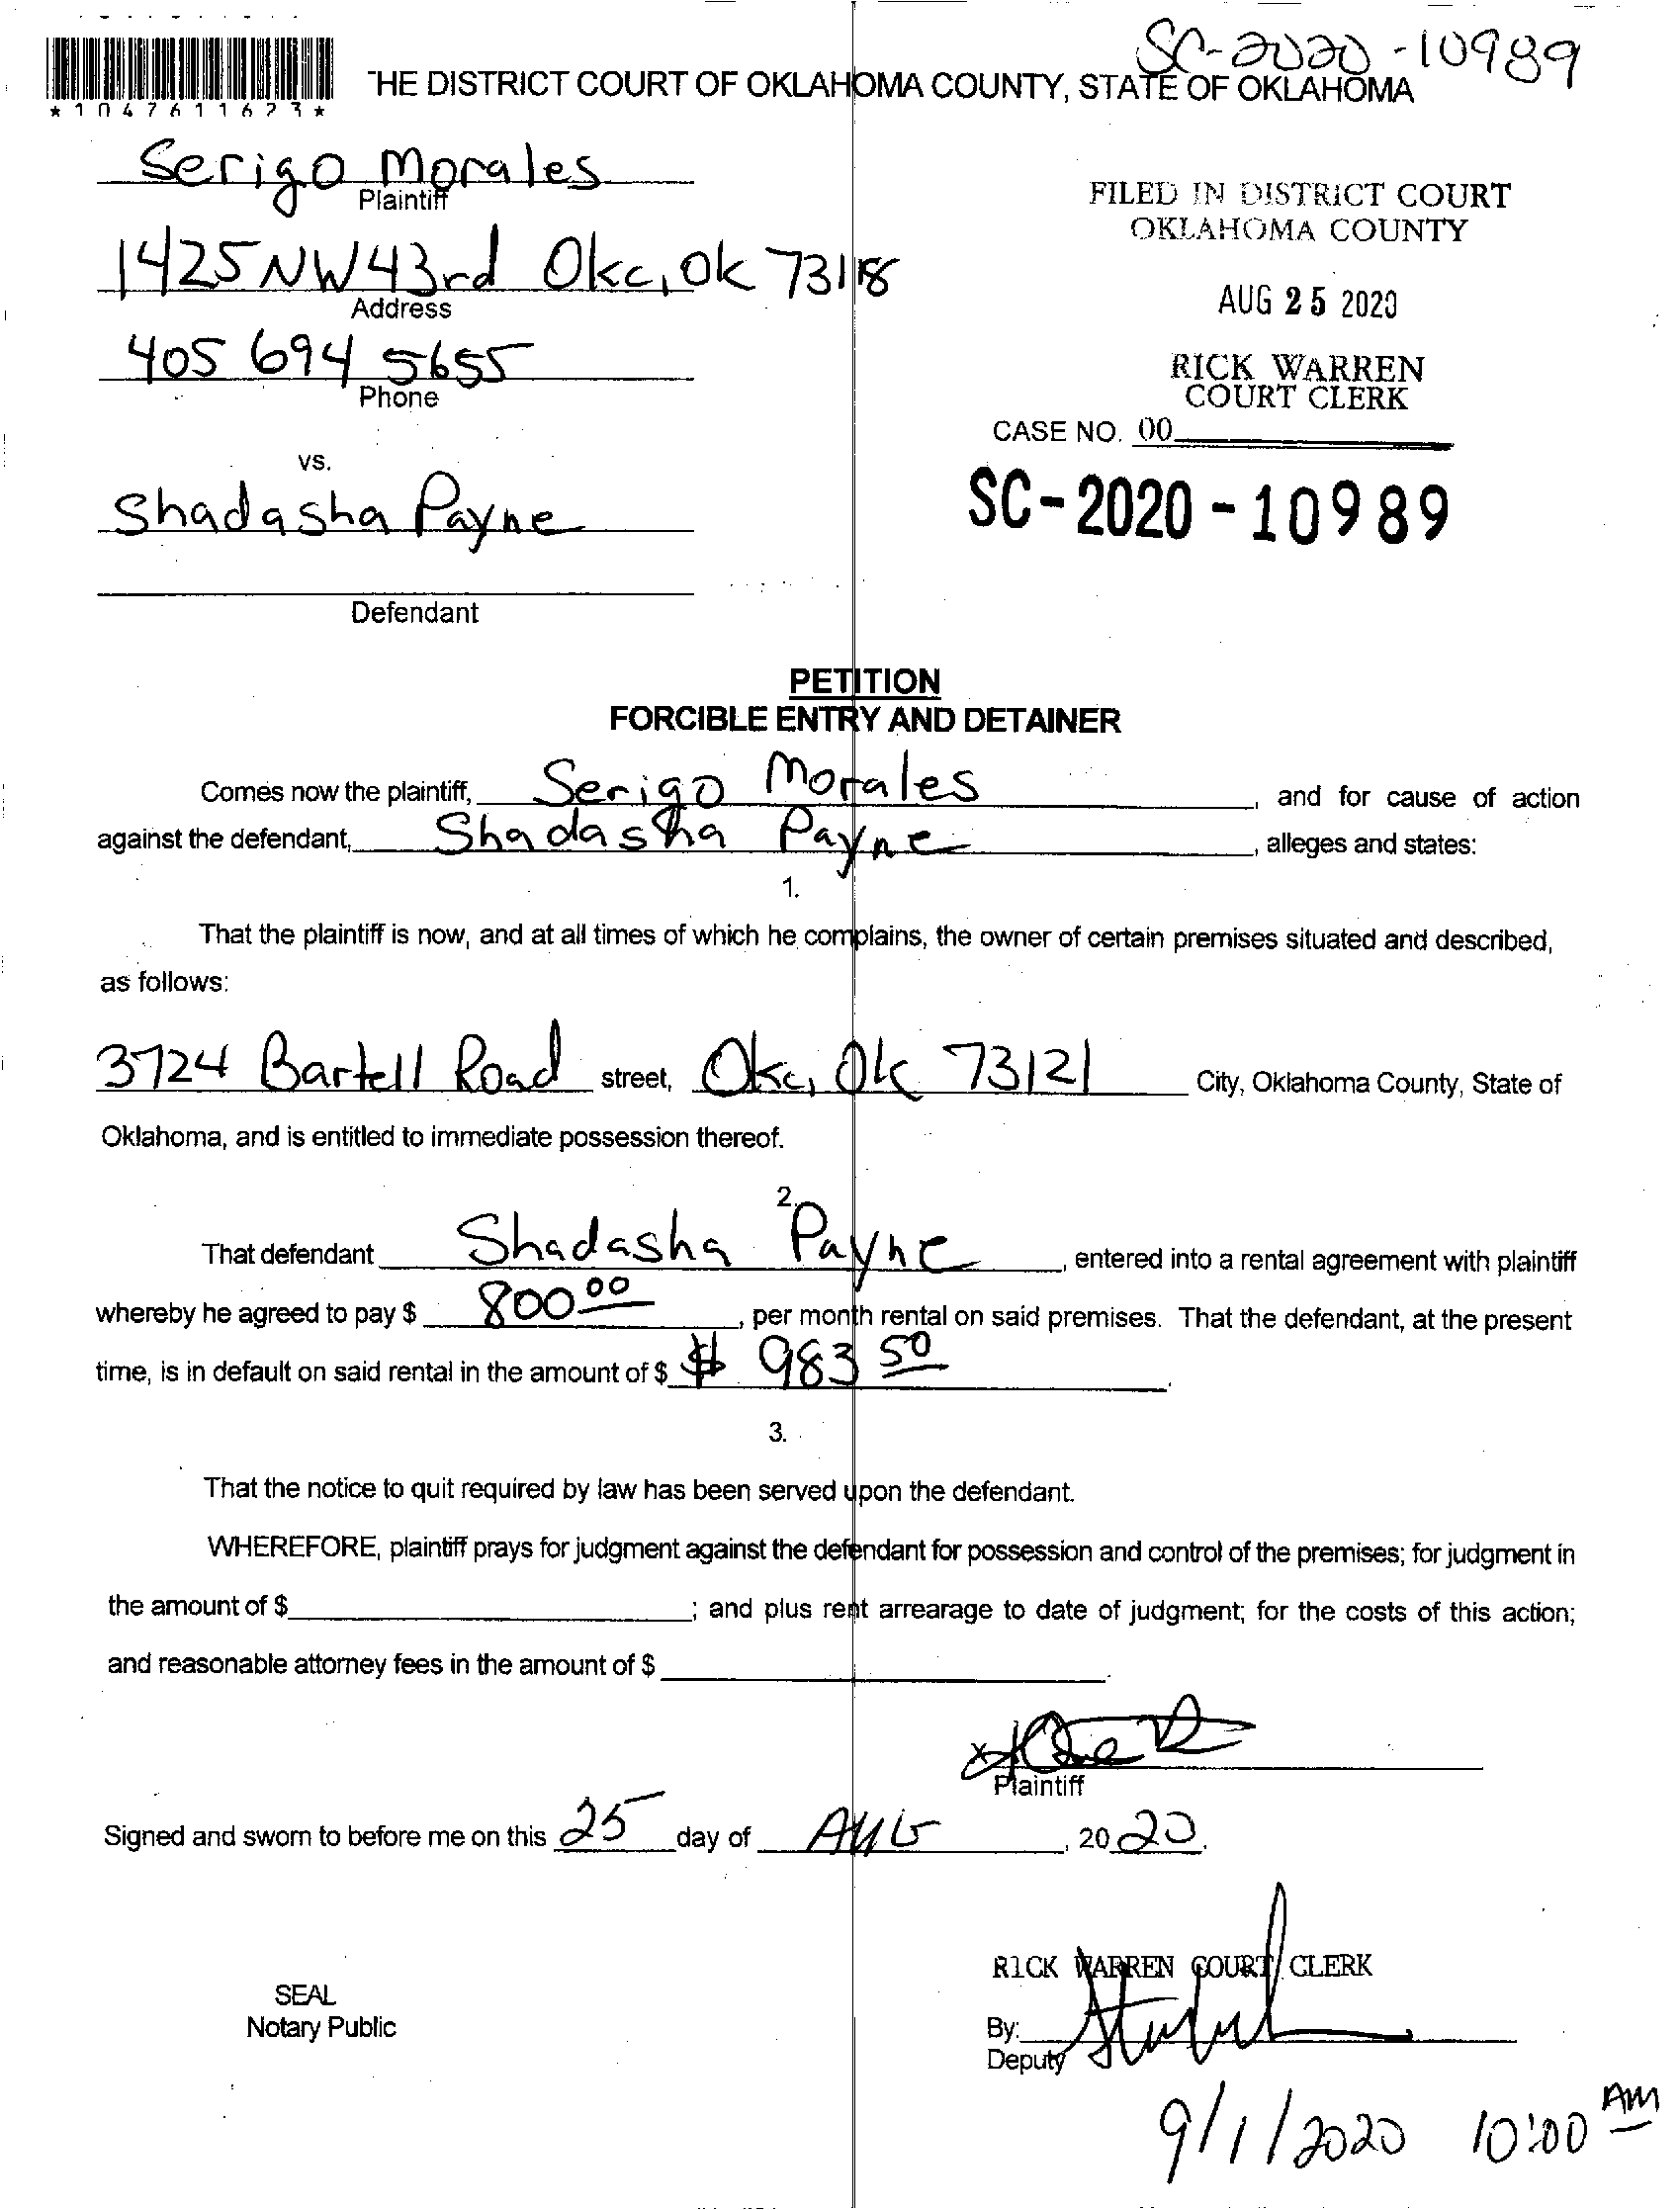 SC-2020-10989
THE DISTRICT COURT OF OKLAHOMA COUNTY, STATE OF OKLAHOMA
*1047611623*
Serigo Morales
Plaintiff
FILED IN DISTRICT COURT
OKLAHOMA COUNTY
1425 NW 43rd Okc, Ok 73118
Address
AUG 25 2020
405 694 5655
Phone
RICK WARREN
COURT CLERK
CASE NO. 00
vs.
SC-2020-10989
Shadasha Payne
Defendant
PETITION
FORCIBLE ENTRY AND DETAINER
Comes now the plaintiff, Serigo Morales, and for cause of action
against the defendant, Shadasha Payne, alleges and states:
1.
That the plaintiff is now, and at all times of which he complains, the owner of certain premises situated and described,
as follows:
3724 Bartell Road street, Okc, Ok 73121 City, Oklahoma County, State of
Oklahoma, and is entitled to immediate possession thereof.
2.
That defendant Shadasha Payne, entered into a rental agreement with plaintiff
whereby he agreed to pay $ 800.00, per month rental on said premises. That the defendant, at the present
time, is in default on said rental in the amount of $ $ 983 50.
3.
That the notice to quit required by law has been served upon the defendant.
WHEREFORE, plaintiff prays for judgment against the defendant for possession and control of the premises; for judgment in
the amount of $ ; and plus rent arrearage to date of judgment; for the costs of this action;
and reasonable attorney fees in the amount of $ .
x
Plaintiff
Signed and sworn to before me on this 25 day of AUG, 2020.
RICK WARREN COURT CLERK
SEAL
Notary Public
By:
Deputy
9/1/2020 10:00 AM